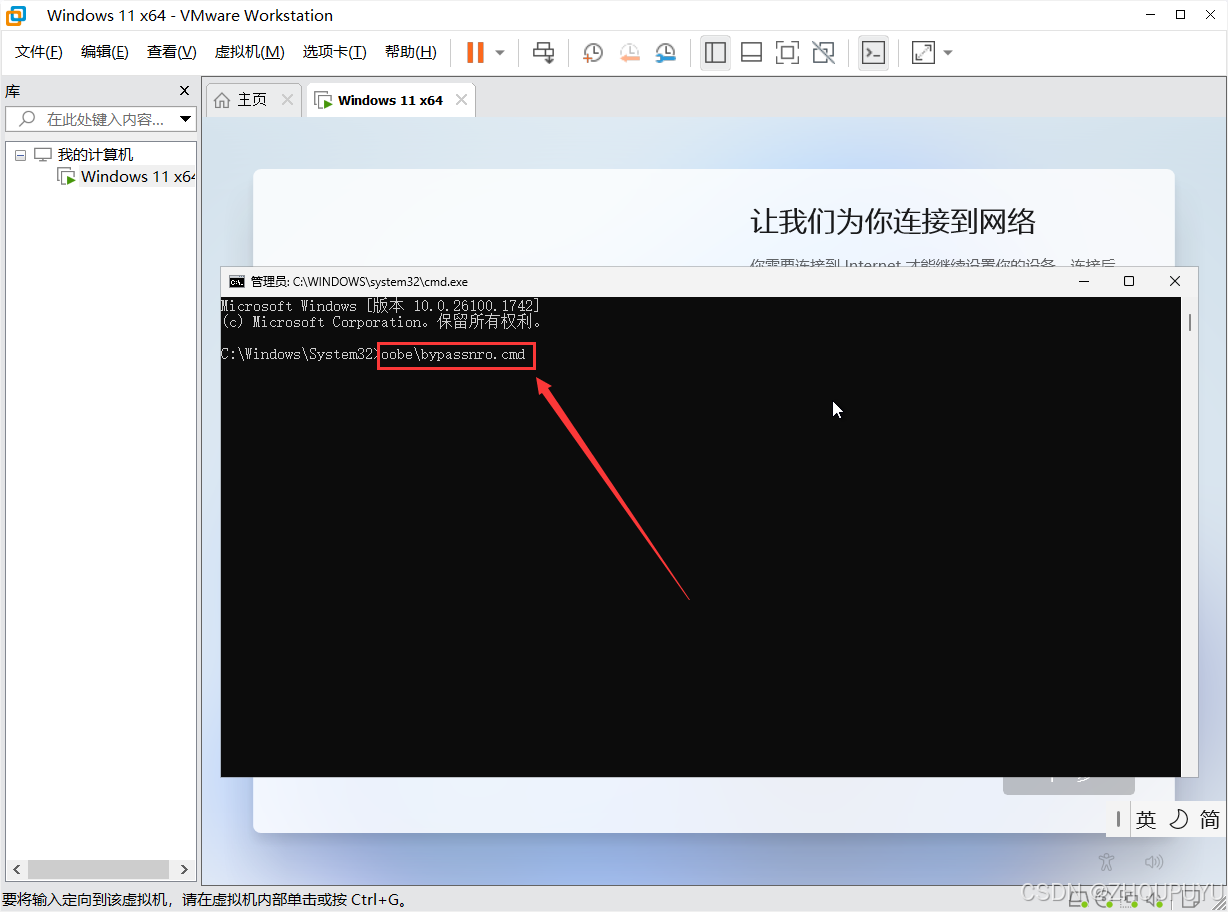 Windows 11 x64 - VMware Workstation
文件(F) 编辑(E) 查看(V) 虚拟机(M) 选项卡(T) 帮助(H)
库
主页
Windows 11 x64
在此处键入内容...
我的计算机
Windows 11 x64
让我们为你连接到网络
你需要连接到 Internet 才能继续设置你的设备。连接后
管理员: C:\WINDOWS\system32\cmd.exe
Microsoft Windows [版本 10.0.26100.1742]
(c) Microsoft Corporation。保留所有权利。
C:\Windows\System32>oobe\bypassnro.cmd
英 简
要将输入定向到该虚拟机，请在虚拟机内部单击或按 Ctrl+G。
CSDN @ZHOUPUYU